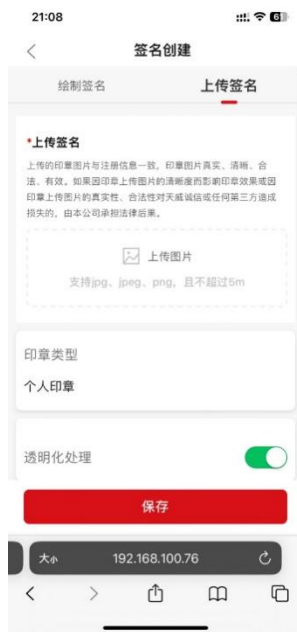 21:08
签名创建
绘制签名
上传签名
*上传签名
上传的印章图片与注册信息一致，印章图片真实、清晰、合
法、有效。如果因印章上传图片的清晰度而影响印章效果或因
印章上传图片的真实性、合法性对天威诚信或任何第三方造成
损失的，由本公司承担法律后果。
上传图片
支持jpg、jpeg、png，且不超过5m
印章类型
个人印章
透明化处理
保存
大小 192.168.100.76